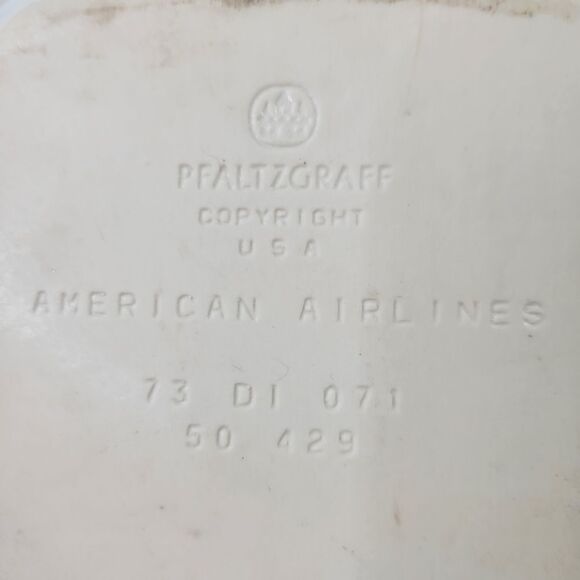 PFALTZGRAFF
COPYRIGHT
USA
AMERICAN AIRLINES
73 DI 071
50 429